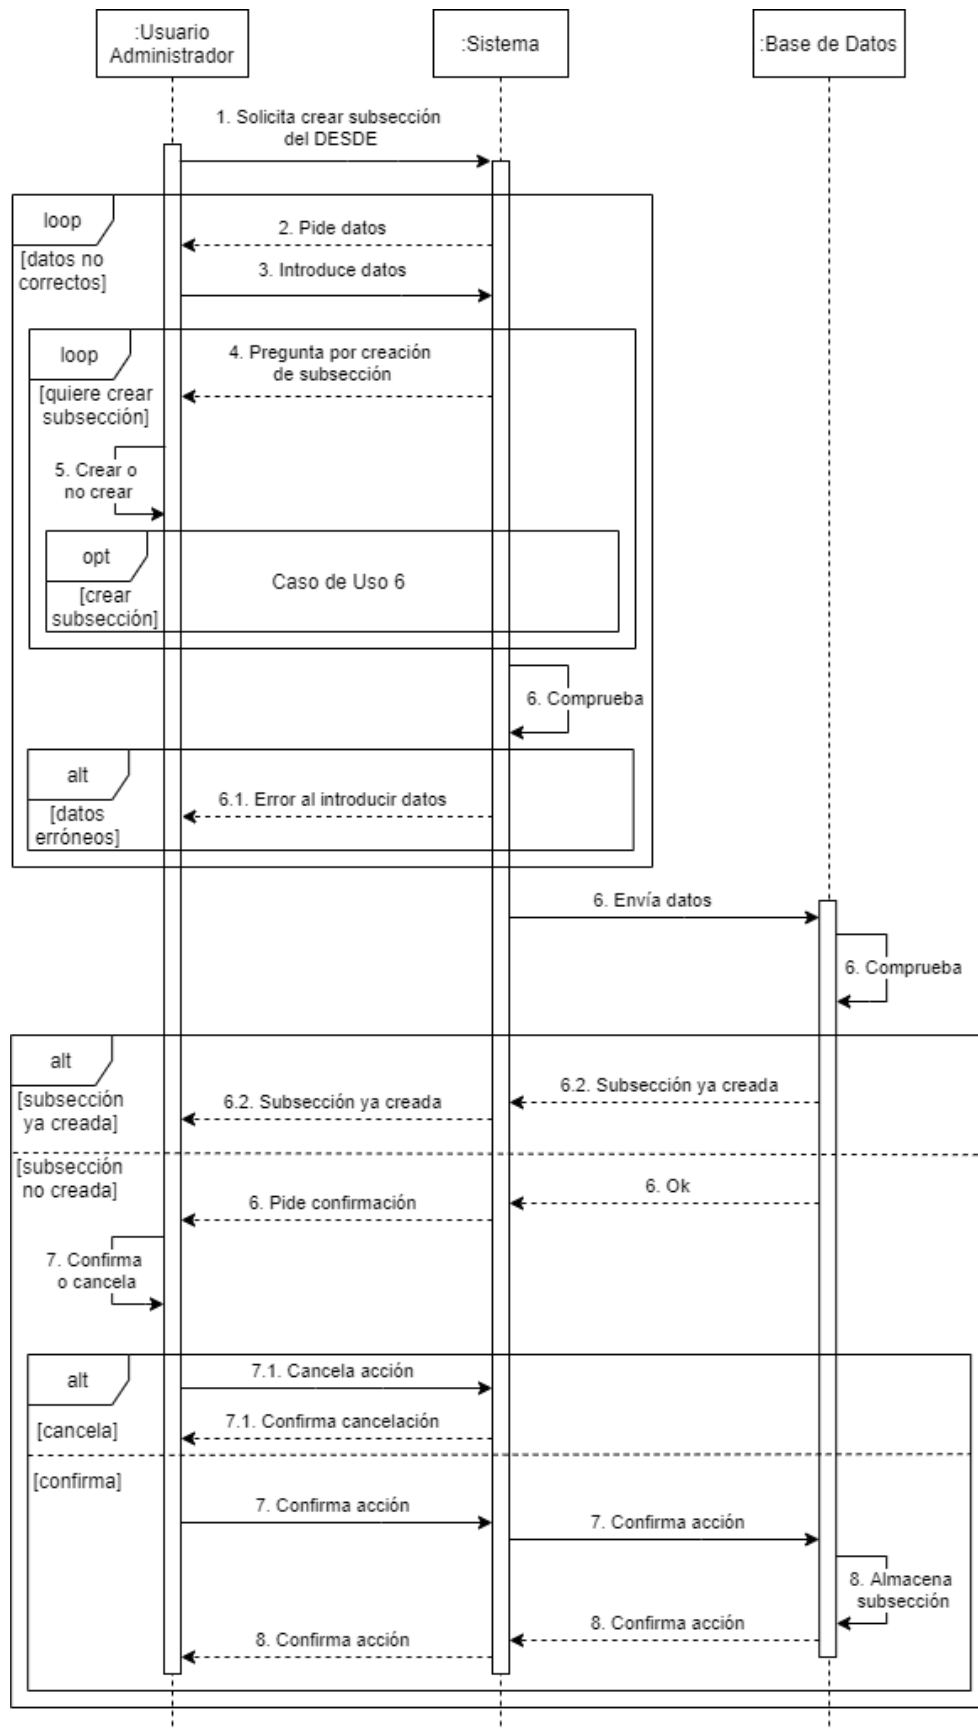 :Usuario
Administrador
:Sistema
:Base de Datos
1. Solicita crear subsección
del DESDE
loop
[datos no
correctos]
2. Pide datos
3. Introduce datos
loop
[quiere crear
subsección]
4. Pregunta por creación
de subsección
5. Crear o
no crear
opt
[crear
subsección]
Caso de Uso 6
6. Comprueba
alt
[datos
erróneos]
6.1. Error al introducir datos
6. Envía datos
6. Comprueba
alt
[subsección
ya creada]
6.2. Subsección ya creada
6.2. Subsección ya creada
[subsección
no creada]
6. Ok
6. Pide confirmación
7. Confirma
o cancela
alt
[cancela]
7.1. Cancela acción
7.1. Confirma cancelación
[confirma]
7. Confirma acción
7. Confirma acción
8. Almacena
subsección
8. Confirma acción
8. Confirma acción